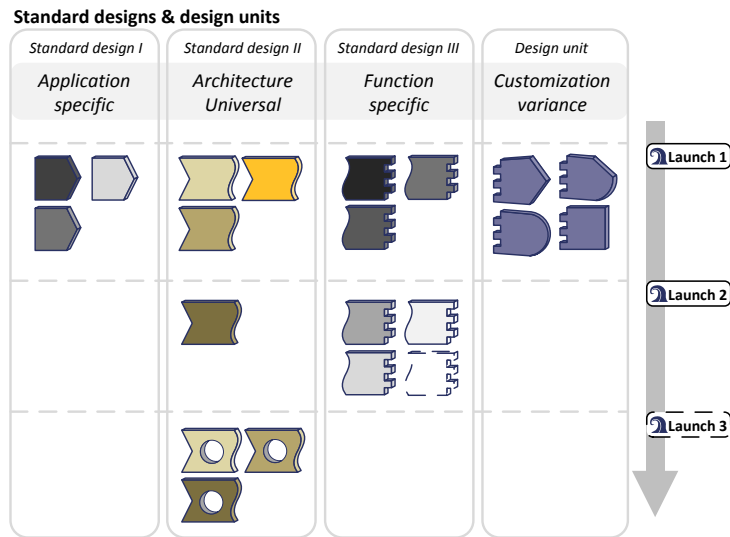 Standard designs & design units
Standard design I
Standard design II
Standard design III
Design unit
Application
specific
Architecture
Universal
Function
specific
Customization
variance
Launch 1
Launch 2
Launch 3